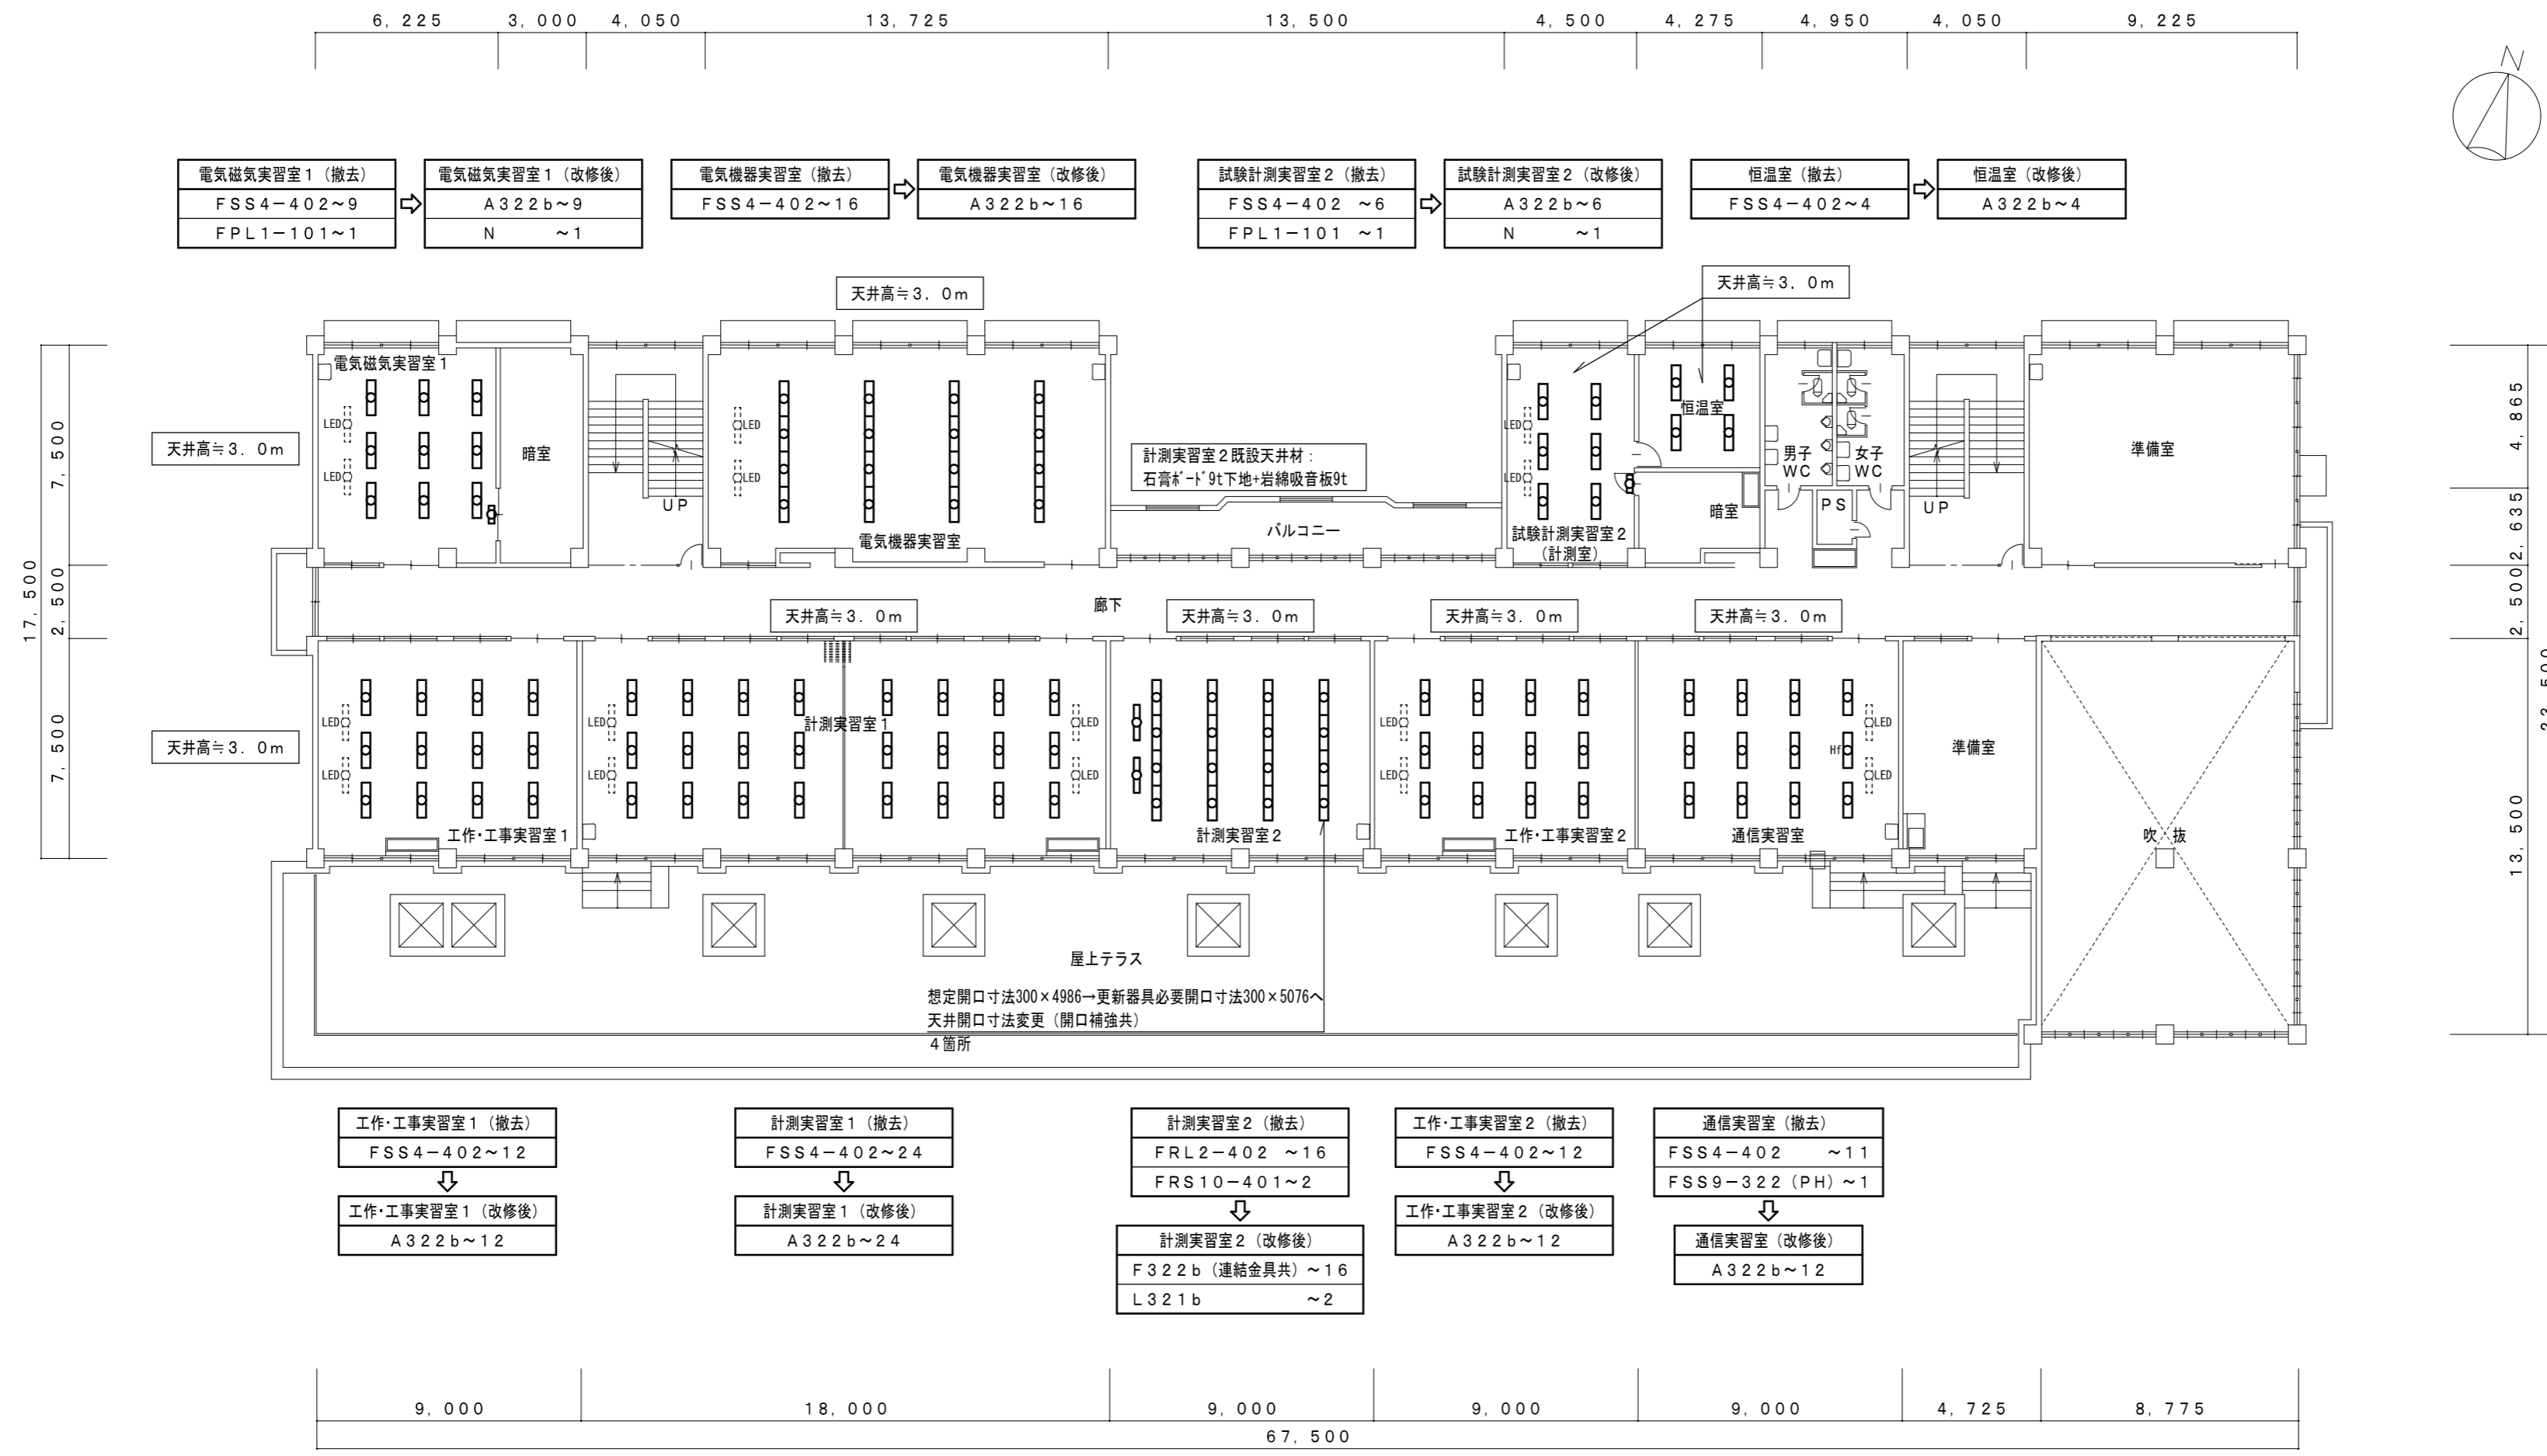 6,225 3,000 4,050 13,725 13,500 4,500 4,275 4,950 4,050 9,225
N
電気磁気実習室1（撤去）
FSS4－402～9
FPL1－101～1
電気磁気実習室1（改修後）
A322b～9
N ～1
電気機器実習室（撤去）
FSS4－402～16
電気機器実習室（改修後）
A322b～16
試験計測実習室2（撤去）
FSS4－402 ～6
FPL1－101 ～1
試験計測実習室2（改修後）
A322b～6
N ～1
恒温室（撤去）
FSS4－402～4
恒温室（改修後）
A322b～4
天井高≒3．0m
天井高≒3．0m
電気磁気実習室1
LED
LED
天井高≒3．0m
暗室
UP
LED
LED
電気機器実習室
計測実習室2既設天井材：
石膏ﾎﾞｰﾄﾞ9t下地+岩綿吸音板9t
バルコニー
LED
LED
試験計測実習室2
（計測室）
恒温室
暗室
男子
WC
女子
WC
PS
UP
準備室
7,500
2,500
7,500
17,500
4,865
2,635
2,500
13,500
23,500
天井高≒3．0m
廊下
天井高≒3．0m
天井高≒3．0m
天井高≒3．0m
天井高≒3．0m
LED
LED
工作･工事実習室1
LED
LED
計測実習室1
LED
LED
計測実習室2
LED
LED
工作･工事実習室2
Hf
LED
LED
通信実習室
準備室
吹 抜
屋上テラス
想定開口寸法300×4986→更新器具必要開口寸法300×5076へ
天井開口寸法変更（開口補強共）
4箇所
工作･工事実習室1（撤去）
FSS4－402～12
工作･工事実習室1（改修後）
A322b～12
計測実習室1（撤去）
FSS4－402～24
計測実習室1（改修後）
A322b～24
計測実習室2（撤去）
FRL2－402 ～16
FRS10－401～2
計測実習室2（改修後）
F322b（連結金具共）～16
L321b ～2
工作･工事実習室2（撤去）
FSS4－402～12
工作･工事実習室2（改修後）
A322b～12
通信実習室（撤去）
FSS4－402 ～11
FSS9－322（PH）～1
通信実習室（改修後）
A322b～12
9,000 18,000 9,000 9,000 9,000 4,725 8,775
67,500